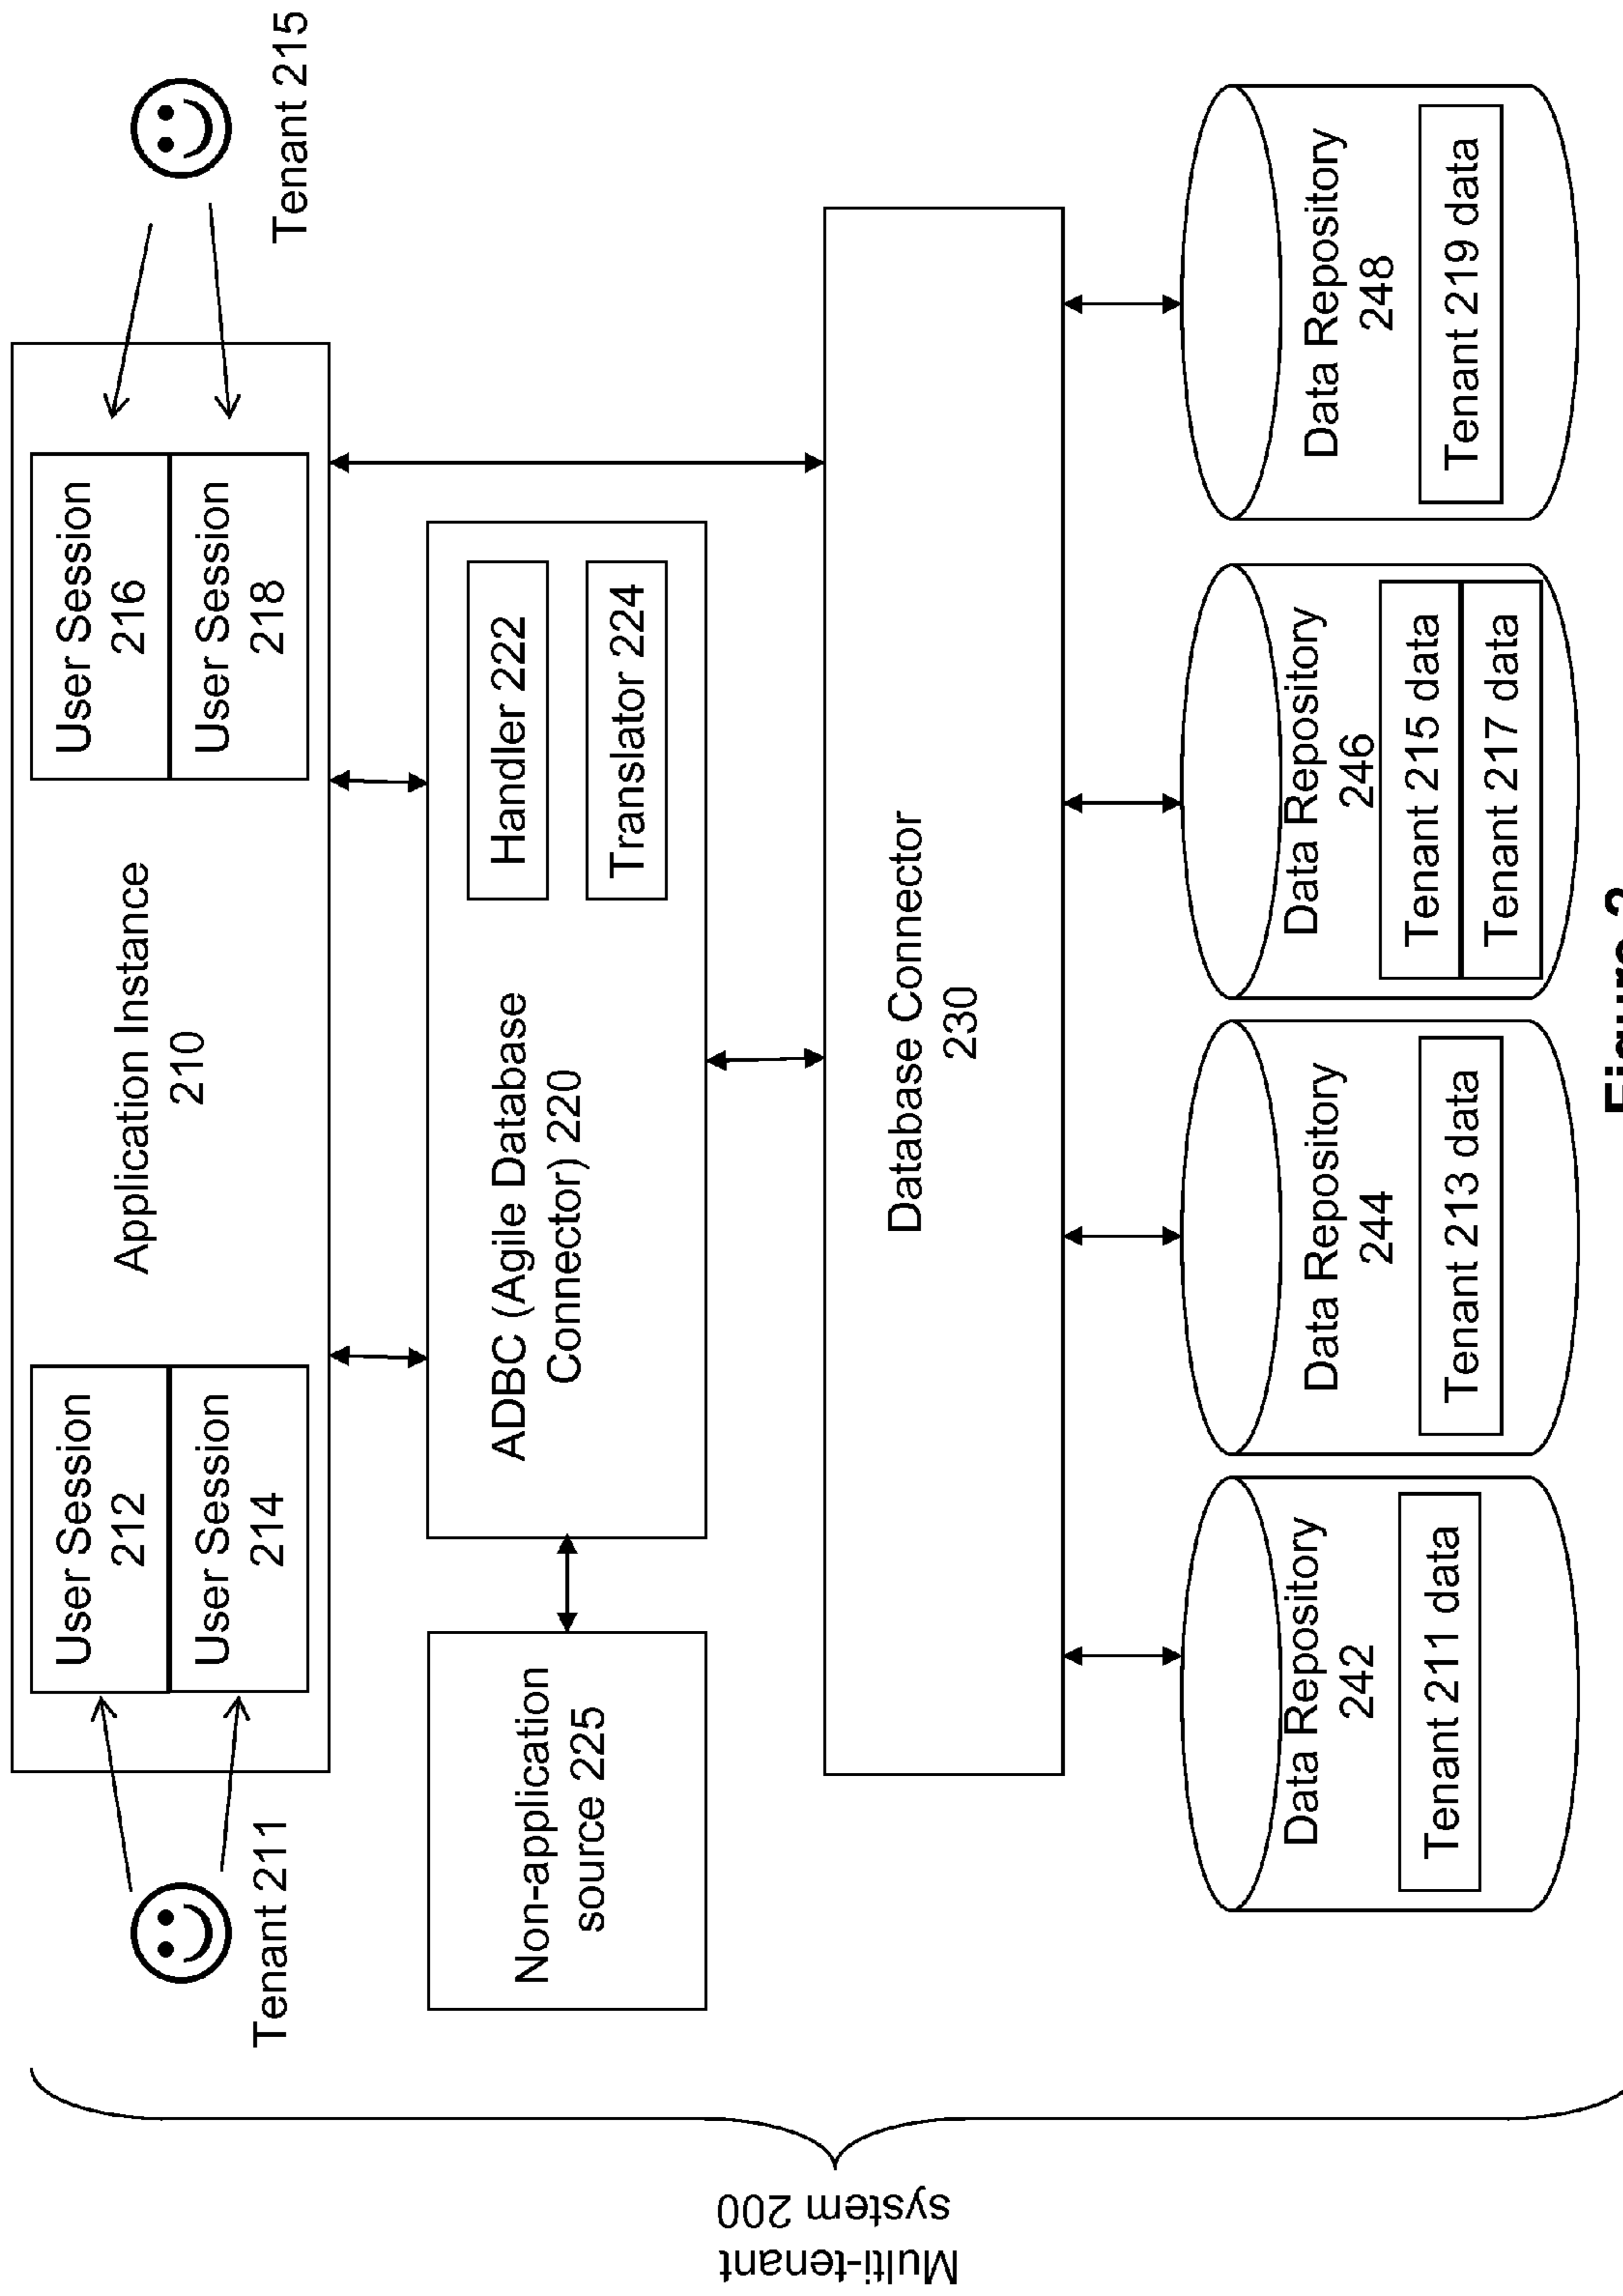 Multi-tenant
system 200
Tenant 211
User Session
212
User Session
214
Application Instance
210
User Session
216
User Session
218
Tenant 215
Non-application
source 225
ADBC (Agile Database
Connector) 220
Handler 222
Translator 224
Database Connector
230
Data Repository
242
Tenant 211 data
Data Repository
244
Tenant 213 data
Data Repository
246
Tenant 215 data
Tenant 217 data
Data Repository
248
Tenant 219 data
Figure